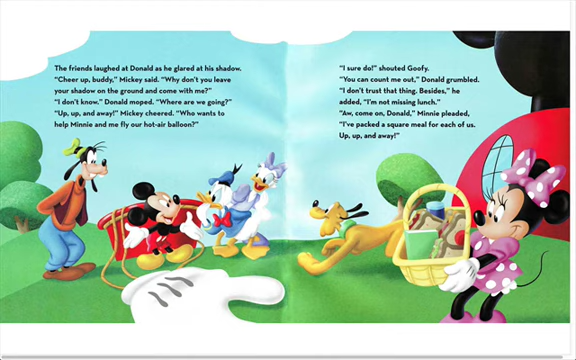 The friends laughed at Donald as he glared at his shadow.
“Cheer up, buddy,” Mickey said. “Why don’t you leave
your shadow on the ground and come with me?”
“I don’t know,” Donald moped. “Where are we going?”
“Up, up, and away!” Mickey cheered. “Who wants to
help Minnie and me fly our hot-air balloon?”
“I sure do!” shouted Goofy.
“You can count me out,” Donald grumbled.
“I don’t trust that thing. Besides,” he
added, “I’m not missing lunch.”
“Aw, come on, Donald,” Minnie pleaded,
“I’ve packed a square meal for each of us.
Up, up, and away!”